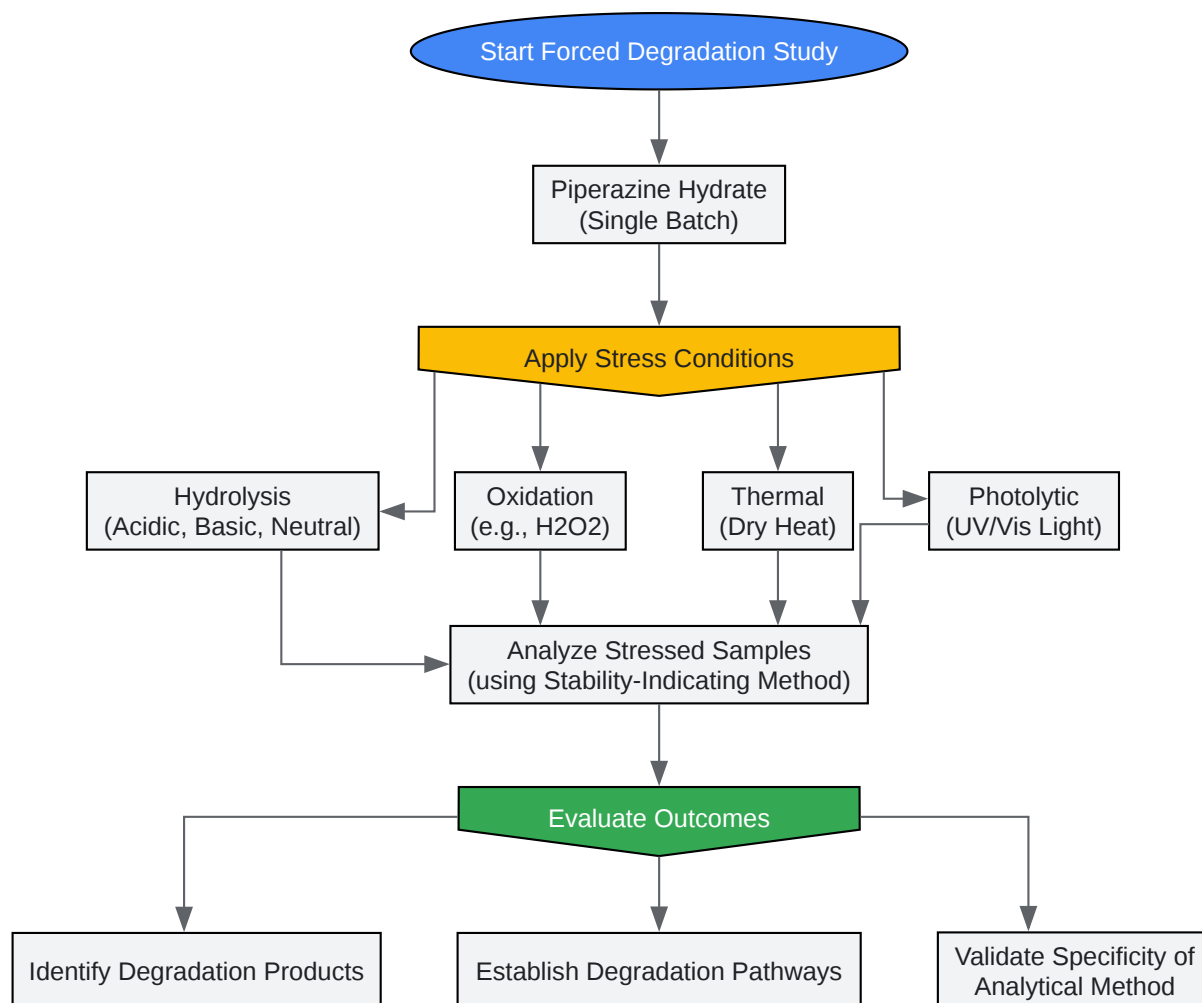 Start Forced Degradation Study
Piperazine Hydrate
(Single Batch)
Apply Stress Conditions
Hydrolysis
(Acidic, Basic, Neutral)
Oxidation
(e.g., H2O2)
Thermal
(Dry Heat)
Photolytic
(UV/Vis Light)
Analyze Stressed Samples
(using Stability-Indicating Method)
Evaluate Outcomes
Identify Degradation Products
Establish Degradation Pathways
Validate Specificity of
Analytical Method